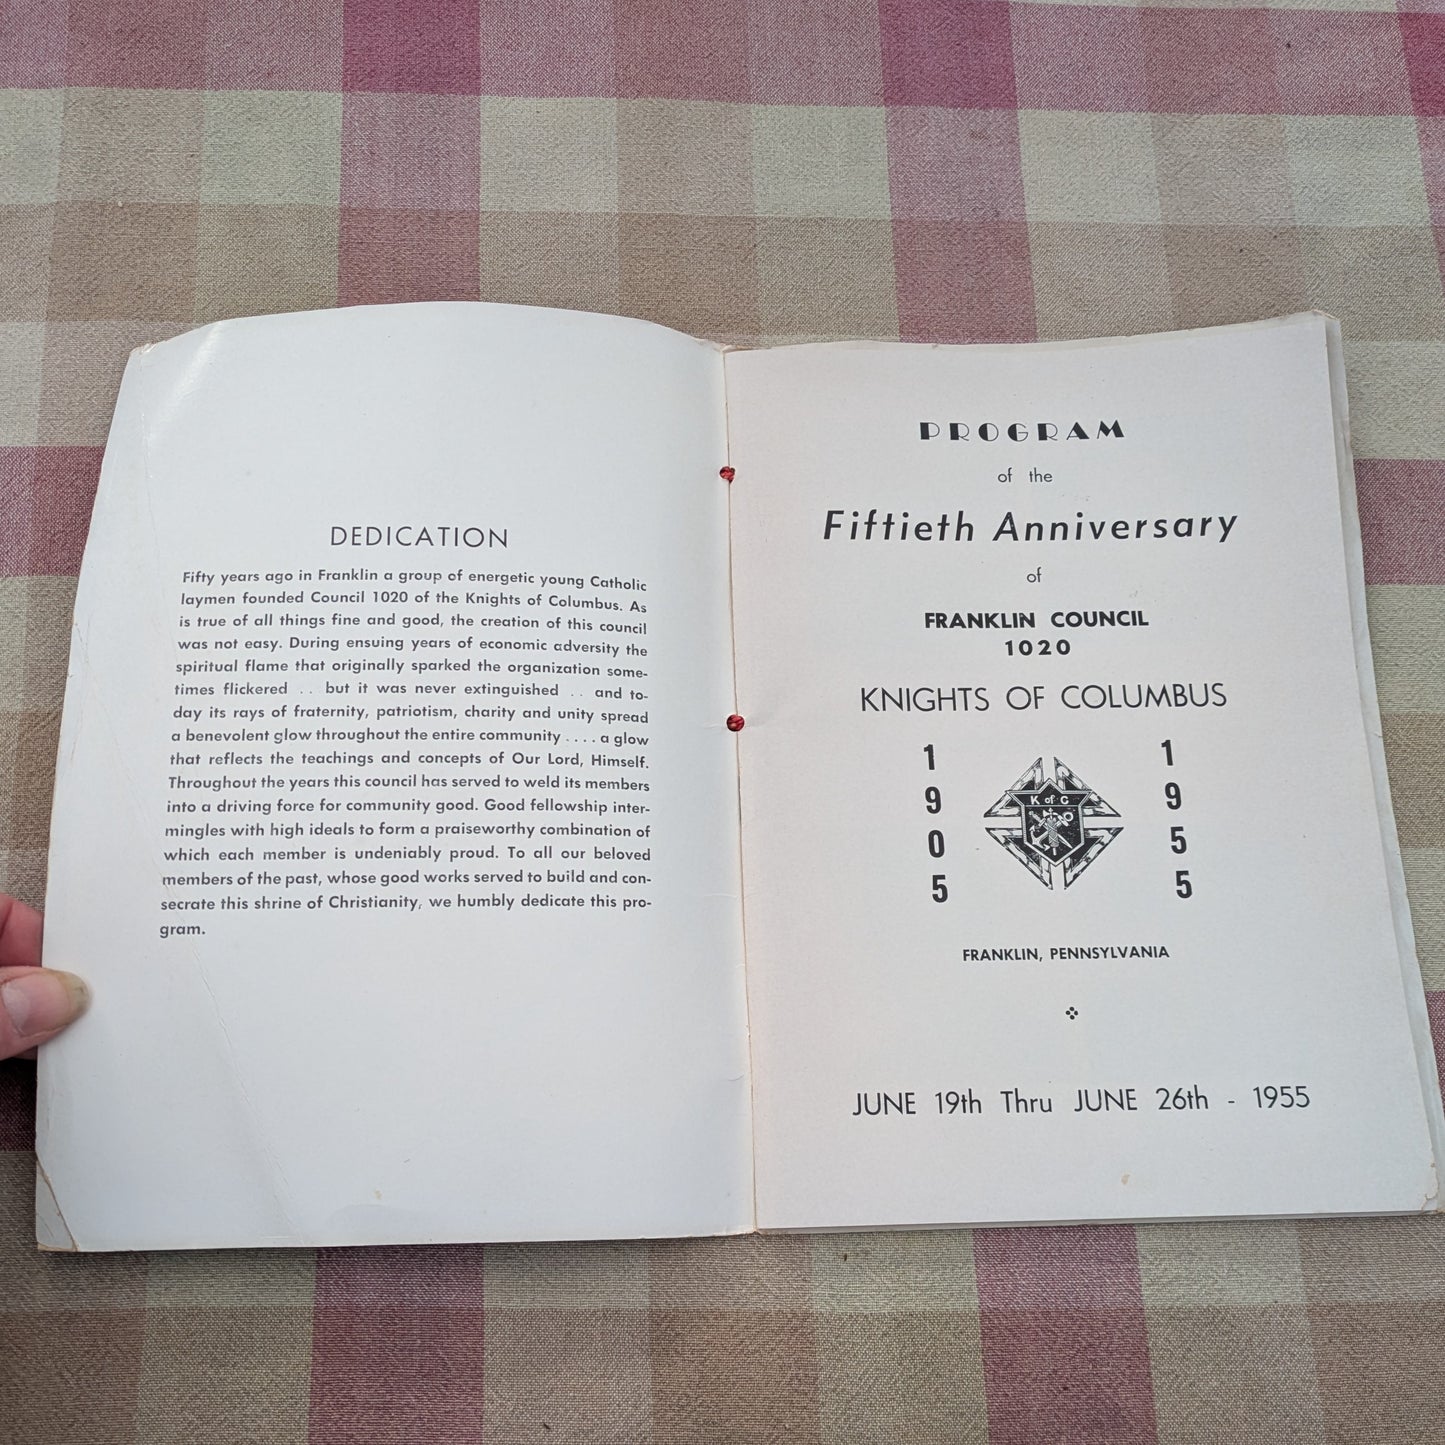 DEDICATION
Fifty years ago in Franklin a group of energetic young Catholic
laymen founded Council 1020 of the Knights of Columbus. As
is true of all things fine and good, the creation of this council
was not easy. During ensuing years of economic adversity the
spiritual flame that originally sparked the organization some-
times flickered . . but it was never extinguished . . and to-
day its rays of fraternity, patriotism, charity and unity spread
a benevolent glow throughout the entire community . . . . a glow
that reflects the teachings and concepts of Our Lord, Himself.
Throughout the years this council has served to weld its members
into a driving force for community good. Good fellowship inter-
mingles with high ideals to form a praiseworthy combination of
which each member is undeniably proud. To all our beloved
members of the past, whose good works served to build and con-
secrate this shrine of Christianity, we humbly dedicate this pro-
gram.
PROGRAM
of the
Fiftieth Anniversary
of
FRANKLIN COUNCIL
1020
KNIGHTS OF COLUMBUS
1905
K of C
1955
FRANKLIN, PENNSYLVANIA
JUNE 19th Thru JUNE 26th - 1955